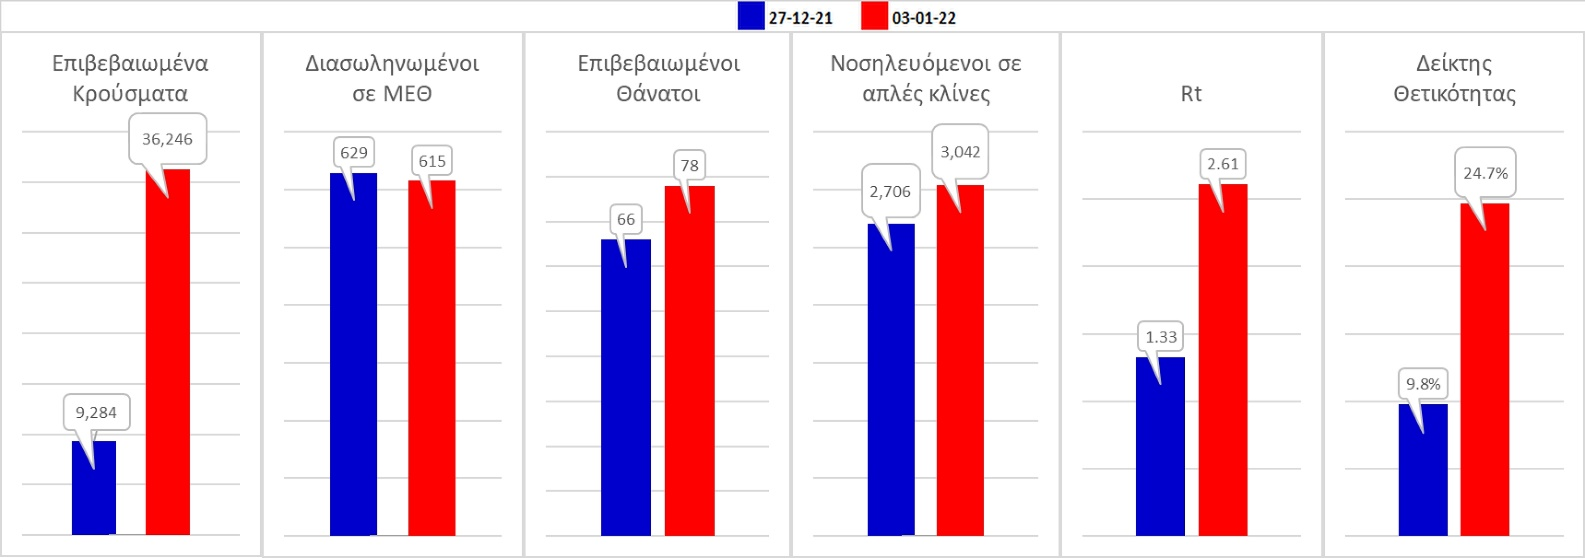 27-12-21 03-01-22
Επιβεβαιωμένα
Κρούσματα
36,246
9,284
Διασωληνωμένοι
σε ΜΕΘ
629
615
Επιβεβαιωμένοι
Θάνατοι
78
66
Νοσηλευόμενοι σε
απλές κλίνες
3,042
2,706
Rt
2.61
1.33
Δείκτης
Θετικότητας
24.7%
9.8%